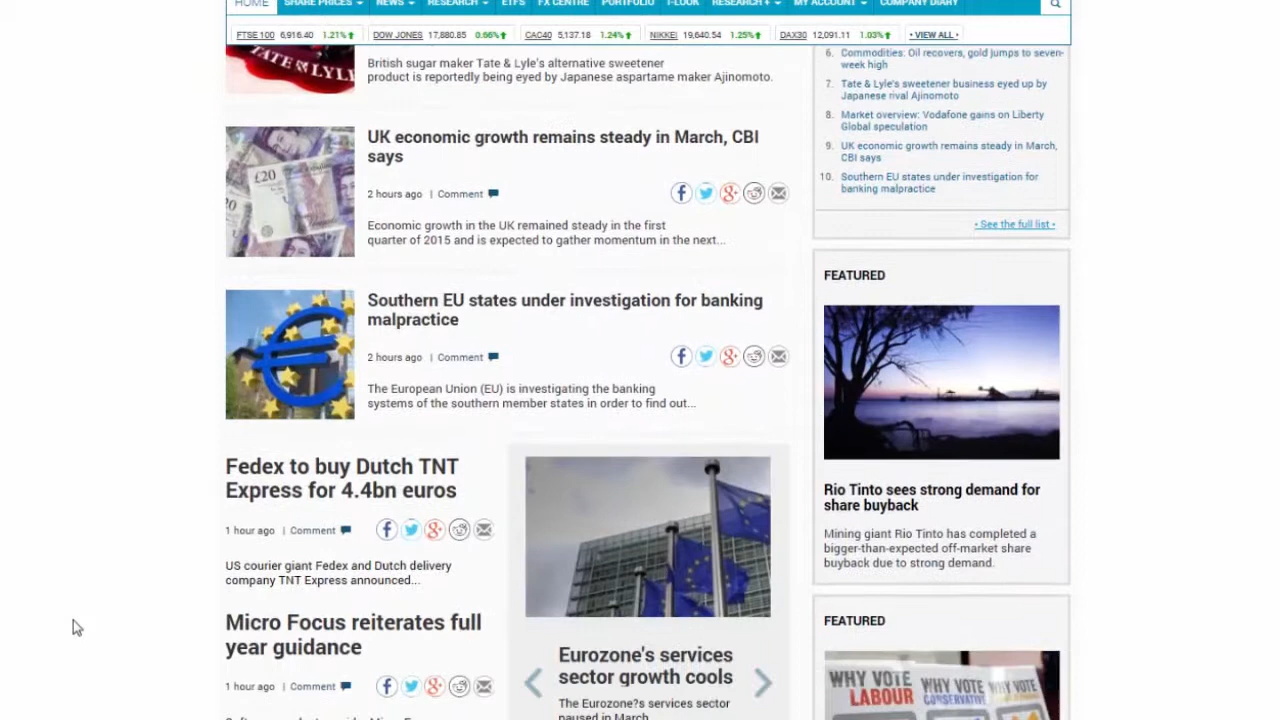 HOME SHARE PRICES NEWS RESEARCH ETFS FX CENTRE PORTFOLIO I-LOOK RESEARCH + MY ACCOUNT COMPANY DIARY
FTSE 100 6,916.40 1.21% DOW JONES 17,880.85 0.66% CAC40 5,137.18 1.24% NIKKEI 19,640.54 1.25% DAX30 12,091.11 1.03% • VIEW ALL •
TATE & LYLE
British sugar maker Tate & Lyle's alternative sweetener
product is reportedly being eyed by Japanese aspartame maker Ajinomoto.
UK economic growth remains steady in March, CBI
says
2 hours ago | Comment
Economic growth in the UK remained steady in the first
quarter of 2015 and is expected to gather momentum in the next...
£20
Southern EU states under investigation for banking
malpractice
2 hours ago | Comment
The European Union (EU) is investigating the banking
systems of the southern member states in order to find out...
Fedex to buy Dutch TNT
Express for 4.4bn euros
1 hour ago | Comment
US courier giant Fedex and Dutch delivery
company TNT Express announced...
Micro Focus reiterates full
year guidance
1 hour ago | Comment
Eurozone's services
sector growth cools
The Eurozone?s services sector
paused in March
6. Commodities: Oil recovers, gold jumps to seven-
week high
7. Tate & Lyle's sweetener business eyed up by
Japanese rival Ajinomoto
8. Market overview: Vodafone gains on Liberty
Global speculation
9. UK economic growth remains steady in March,
CBI says
10. Southern EU states under investigation for
banking malpractice
• See the full list •
FEATURED
Rio Tinto sees strong demand for
share buyback
Mining giant Rio Tinto has completed a
bigger-than-expected off-market share
buyback due to strong demand.
FEATURED
WHY VOTE
LABOUR
WHY VOTE
CONSERVATIVE
WHY VOTE